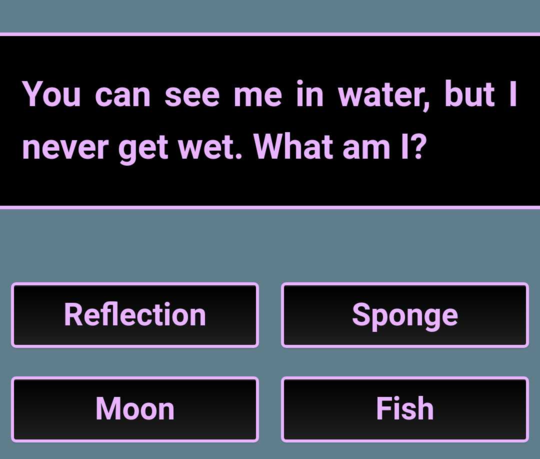 You can see me in water, but I
never get wet. What am I?
Reflection
Sponge
Moon
Fish